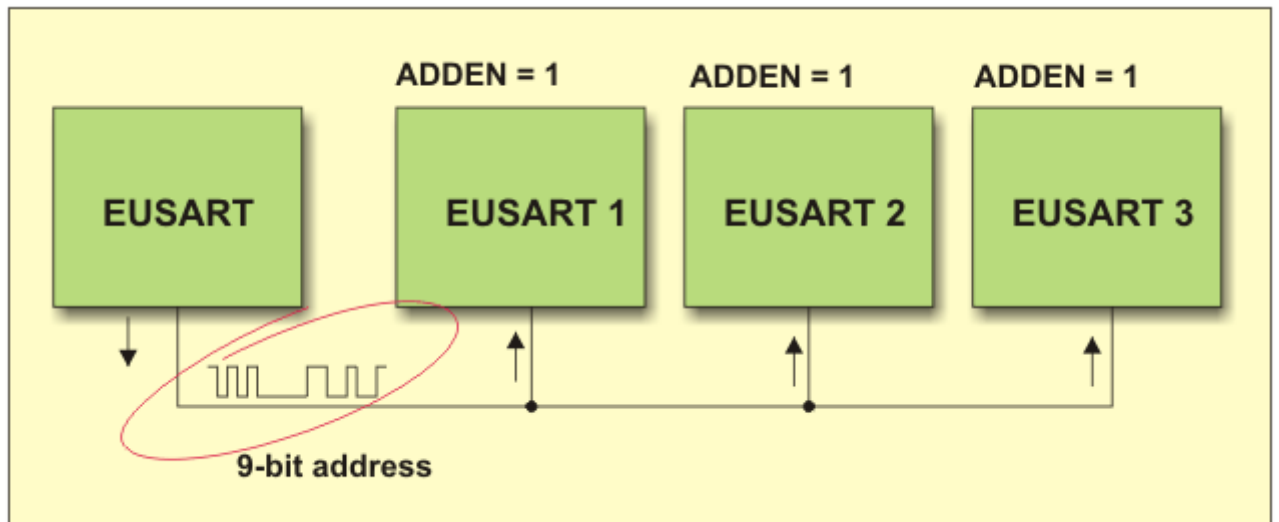 ADDEN = 1
ADDEN = 1
ADDEN = 1
EUSART
EUSART 1
EUSART 2
EUSART 3
9-bit address